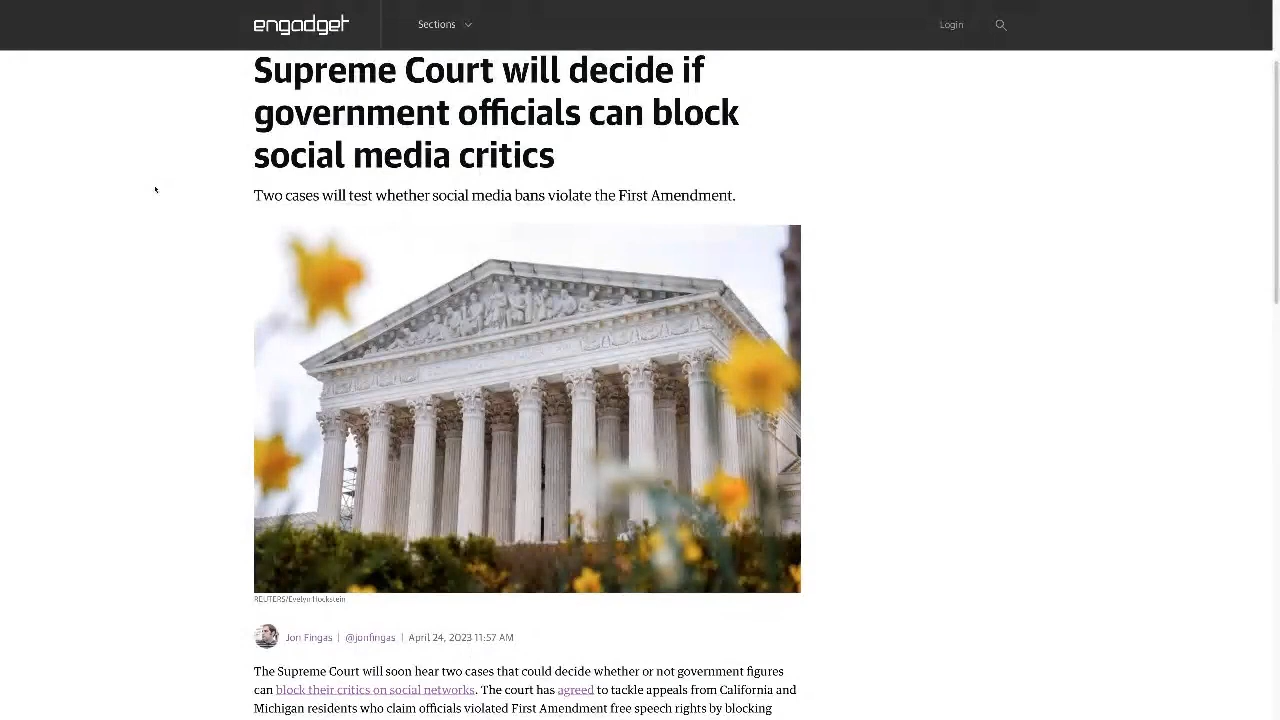 engadget
Sections
Login
Supreme Court will decide if
government officials can block
social media critics
Two cases will test whether social media bans violate the First Amendment.
REUTERS/Evelyn Hockstein
Jon Fingas | @jonfingas | April 24, 2023 11:57 AM
The Supreme Court will soon hear two cases that could decide whether or not government figures
can block their critics on social networks. The court has agreed to tackle appeals from California and
Michigan residents who claim officials violated First Amendment free speech rights by blocking